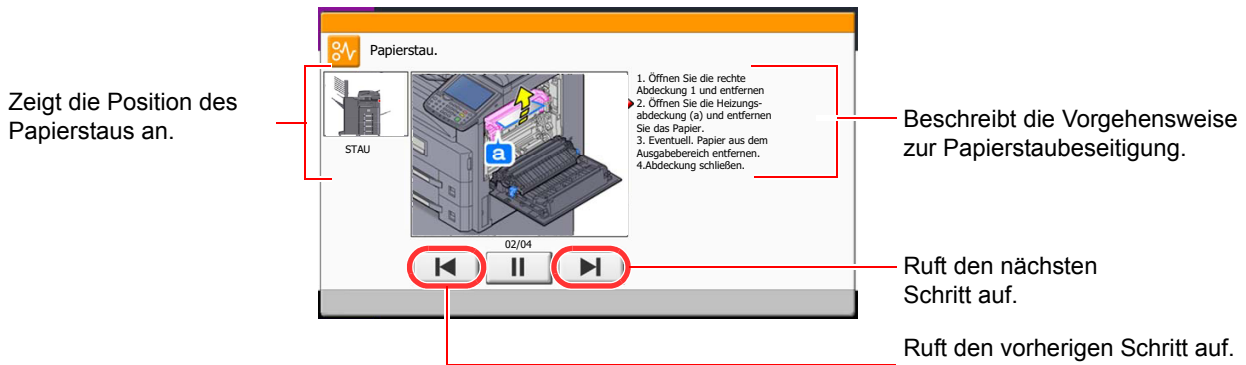 Papierstau.
Zeigt die Position des
Papierstaus an.
STAU
a
1. Öffnen Sie die rechte
Abdeckung 1 und entfernen
2. Öffnen Sie die Heizungs-
abdeckung (a) und entfernen
Sie das Papier.
3. Eventuell. Papier aus dem
Ausgabebereich entfernen.
4.Abdeckung schließen.
Beschreibt die Vorgehensweise
zur Papierstaubeseitigung.
02/04
Ruft den nächsten
Schritt auf.
Ruft den vorherigen Schritt auf.